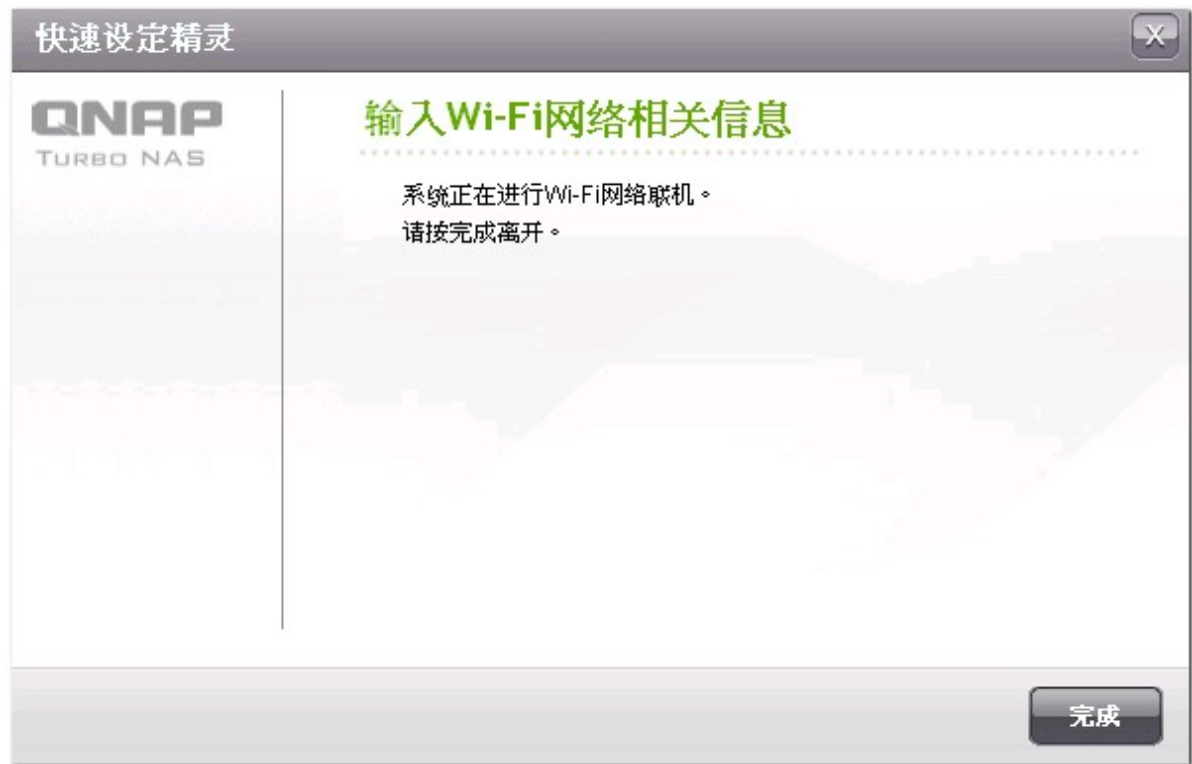 快速设定精灵
X
QNAP
TURBO NAS
输入Wi-Fi网络相关信息
系统正在进行Wi-Fi网络联机。
请按完成离开。
完成